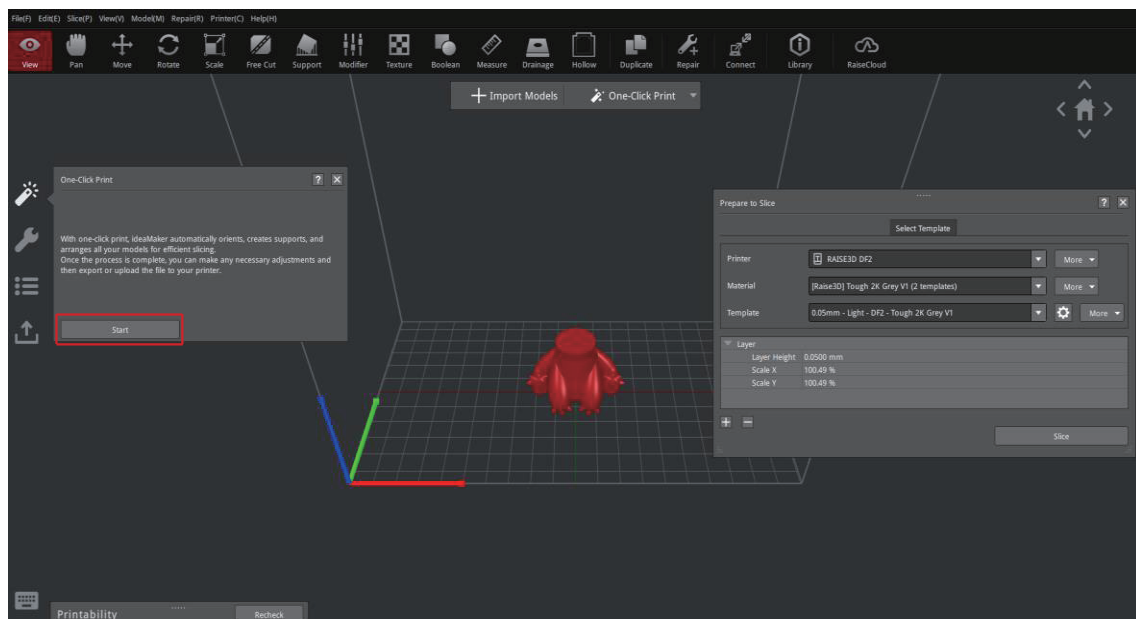 File(F) Edit(E) Slice(P) View(V) Model(M) Repair(R) Printer(C) Help(H)
View Pan Move Rotate Scale Free Cut Support Modifier Texture Boolean Measure Drainage Hollow Duplicate Repair Connect Library RaiseCloud
Import Models One-Click Print
One-Click Print ? X
With one-click print, ideaMaker automatically orients, creates supports, and
arranges all your models for efficient slicing.
Once the process is complete, you can make any necessary adjustments and
then export or upload the file to your printer.
Start
Prepare to Slice ? X
Select Template
Printer RAISE3D DF2 More
Material [Raise3D] Tough 2K Grey V1 (2 templates) More
Template 0.05mm - Light - DF2 - Tough 2K Grey V1 More
Layer
Layer Height 0.0500 mm
Scale X 100.49 %
Scale Y 100.49 %
Slice
Printability Recheck